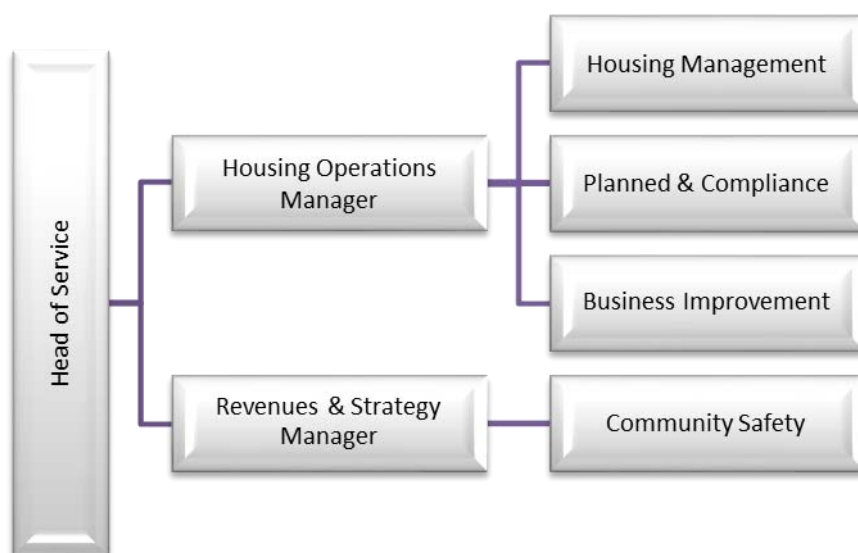 Head of Service
Housing Operations
Manager
Revenues & Strategy
Manager
Housing Management
Planned & Compliance
Business Improvement
Community Safety